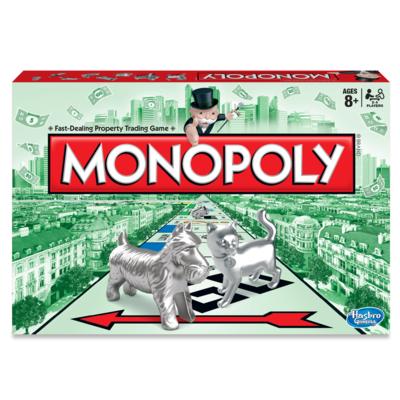 MONOPOLY
AGES
8+
2-6
PLAYERS
Fast-Dealing Property Trading Game
MONOPOLY
Hasbro
Gaming